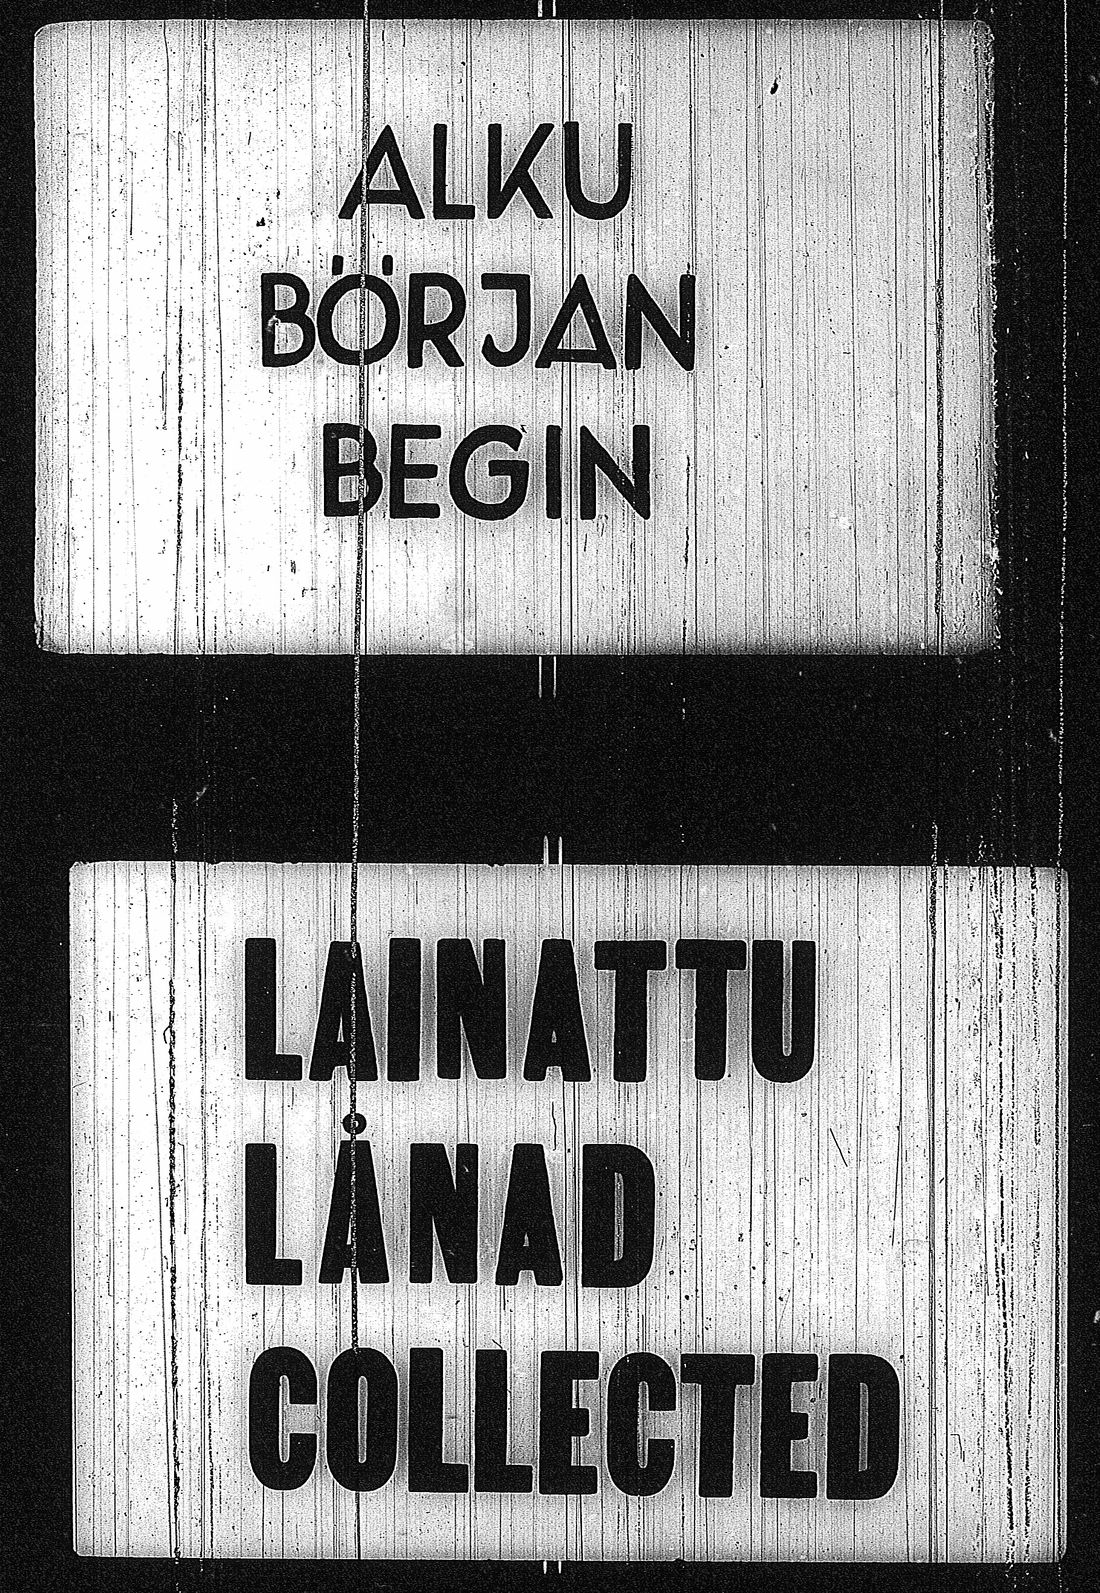 ALKU
BÖRJAN
BEGIN
LAINATTU
LÅNAD
COLLECTED